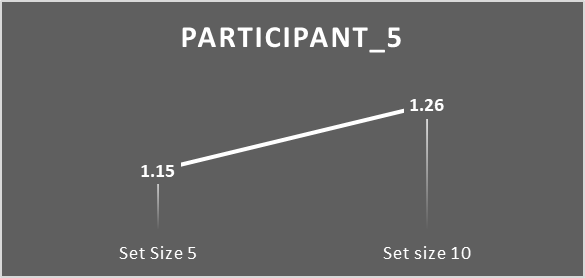 PARTICIPANT_5
1.26
1.15
Set Size 5
Set size 10